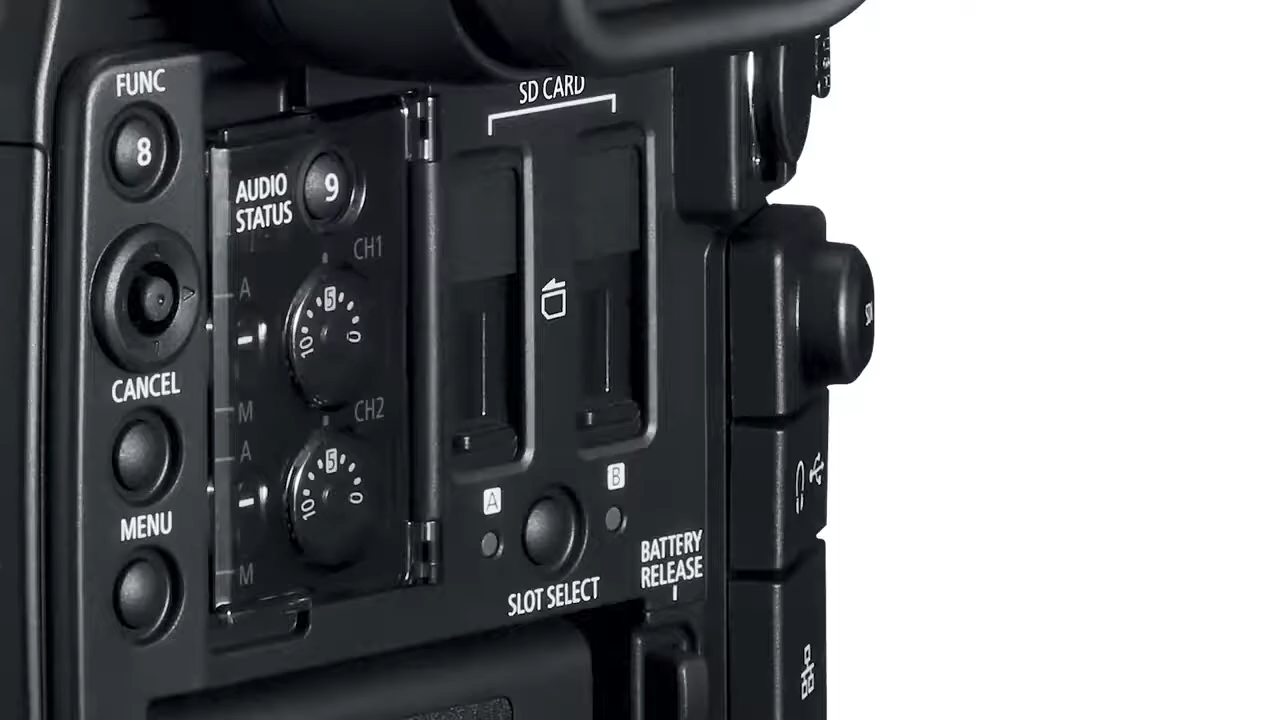 FUNC
8
CANCEL
MENU
AUDIO
STATUS
9
CH1
A
M
5
10
0
CH2
A
M
5
10
0
SD CARD
A
B
SLOT SELECT
BATTERY
RELEASE